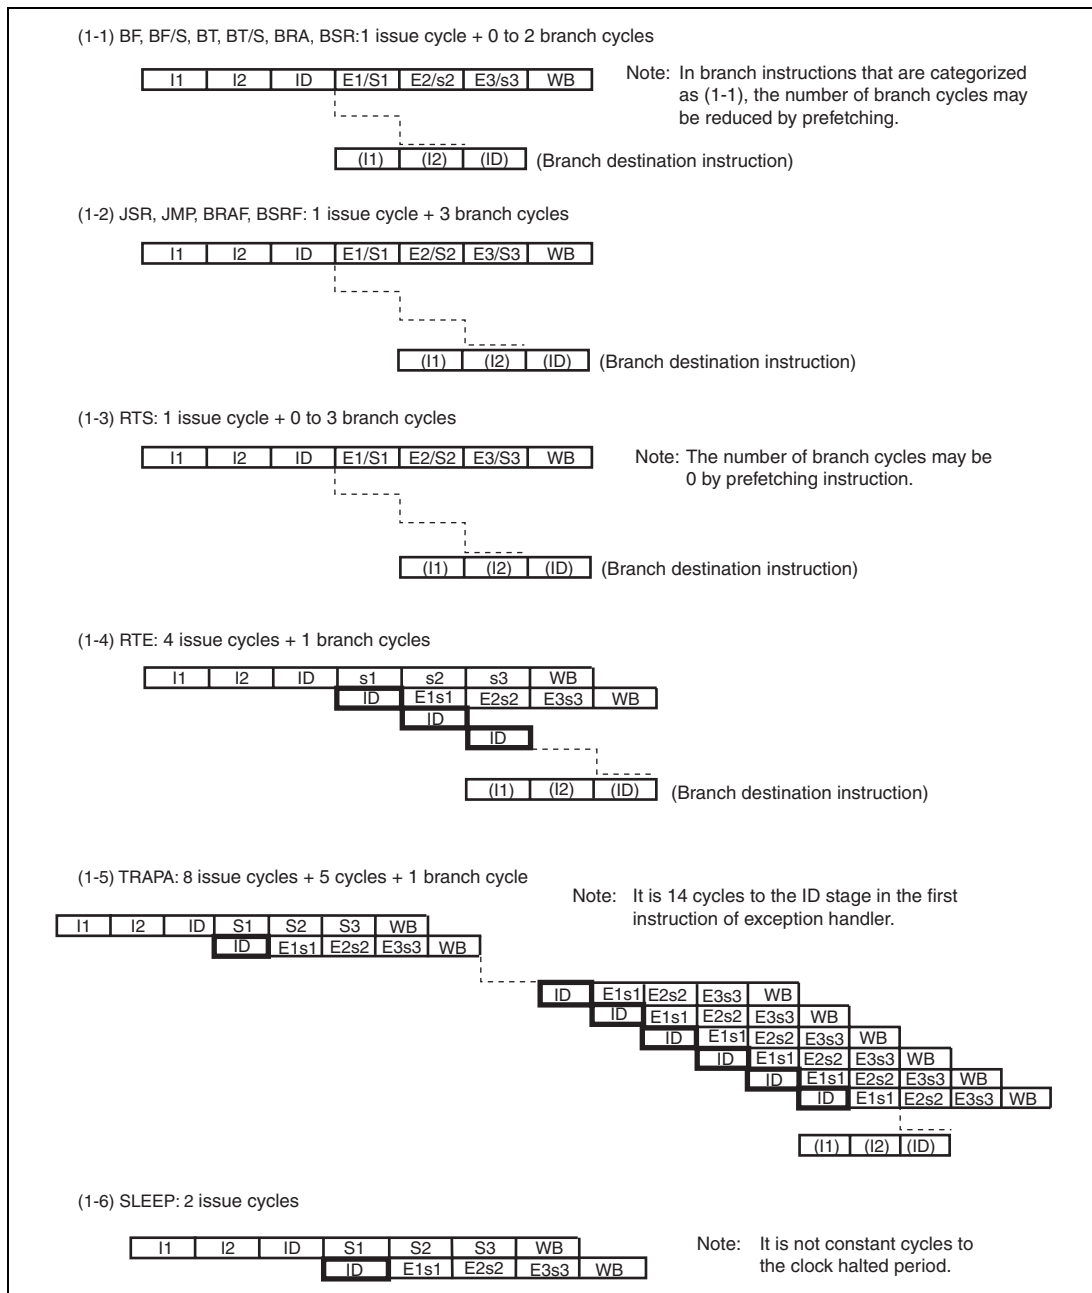 (1-1) BF, BF/S, BT, BT/S, BRA, BSR: 1 issue cycle + 0 to 2 branch cycles
I1 I2 ID E1/S1 E2/s2 E3/s3 WB
Note: In branch instructions that are categorized
as (1-1), the number of branch cycles may
be reduced by prefetching.
(I1) (I2) (ID) (Branch destination instruction)
(1-2) JSR, JMP, BRAF, BSRF: 1 issue cycle + 3 branch cycles
I1 I2 ID E1/S1 E2/S2 E3/S3 WB
(I1) (I2) (ID) (Branch destination instruction)
(1-3) RTS: 1 issue cycle + 0 to 3 branch cycles
I1 I2 ID E1/S1 E2/S2 E3/S3 WB
Note: The number of branch cycles may be
0 by prefetching instruction.
(I1) (I2) (ID) (Branch destination instruction)
(1-4) RTE: 4 issue cycles + 1 branch cycles
I1 I2 ID s1 s2 s3 WB
ID E1s1 E2s2 E3s3 WB
ID
ID
(I1) (I2) (ID) (Branch destination instruction)
(1-5) TRAPA: 8 issue cycles + 5 cycles + 1 branch cycle
Note: It is 14 cycles to the ID stage in the first
instruction of exception handler.
I1 I2 ID S1 S2 S3 WB
ID E1s1 E2s2 E3s3 WB
ID E1s1 E2s2 E3s3 WB
ID E1s1 E2s2 E3s3 WB
ID E1s1 E2s2 E3s3 WB
ID E1s1 E2s2 E3s3 WB
ID E1s1 E2s2 E3s3 WB
ID E1s1 E2s2 E3s3 WB
(I1) (I2) (ID)
(1-6) SLEEP: 2 issue cycles
I1 I2 ID S1 S2 S3 WB
ID E1s1 E2s2 E3s3 WB
Note: It is not constant cycles to
the clock halted period.